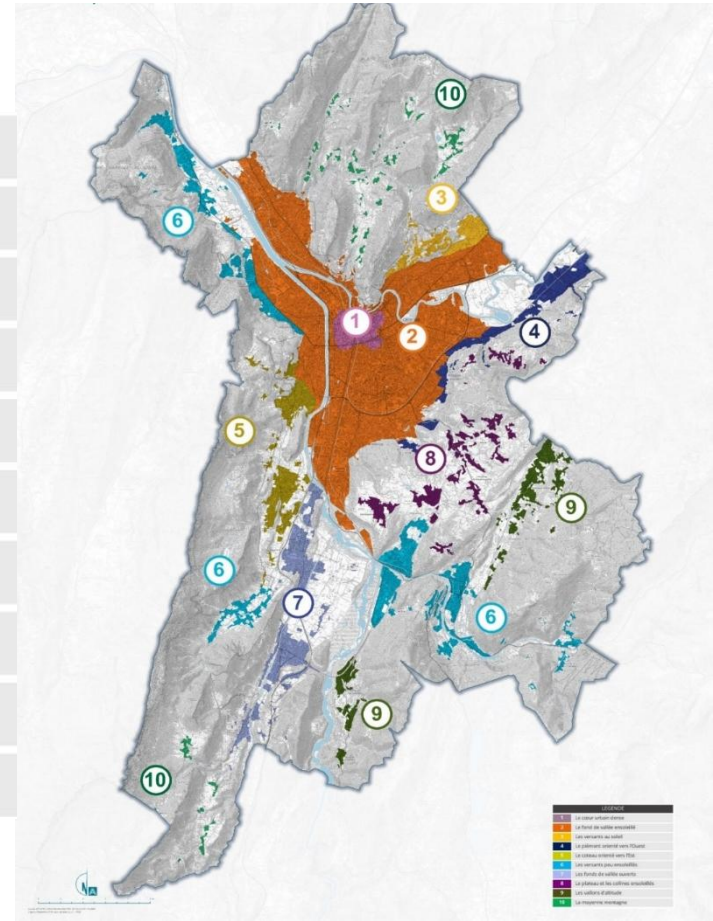 10
3
6
1
2
4
5
8
9
6
7
6
9
10
A
LEGENDE
1 Le cœur urbain dense
2 Le fond de vallée ensoleillé
3 Les versants au soleil
4 Le piémont orienté vers l'Ouest
5 Le coteau orienté vers l'Est
6 Les versants peu ensoleillés
7 Les fonds de vallée ouverts
8 Le plateau et les collines ensoleillés
9 Les vallons d'altitude
10 La moyenne montagne